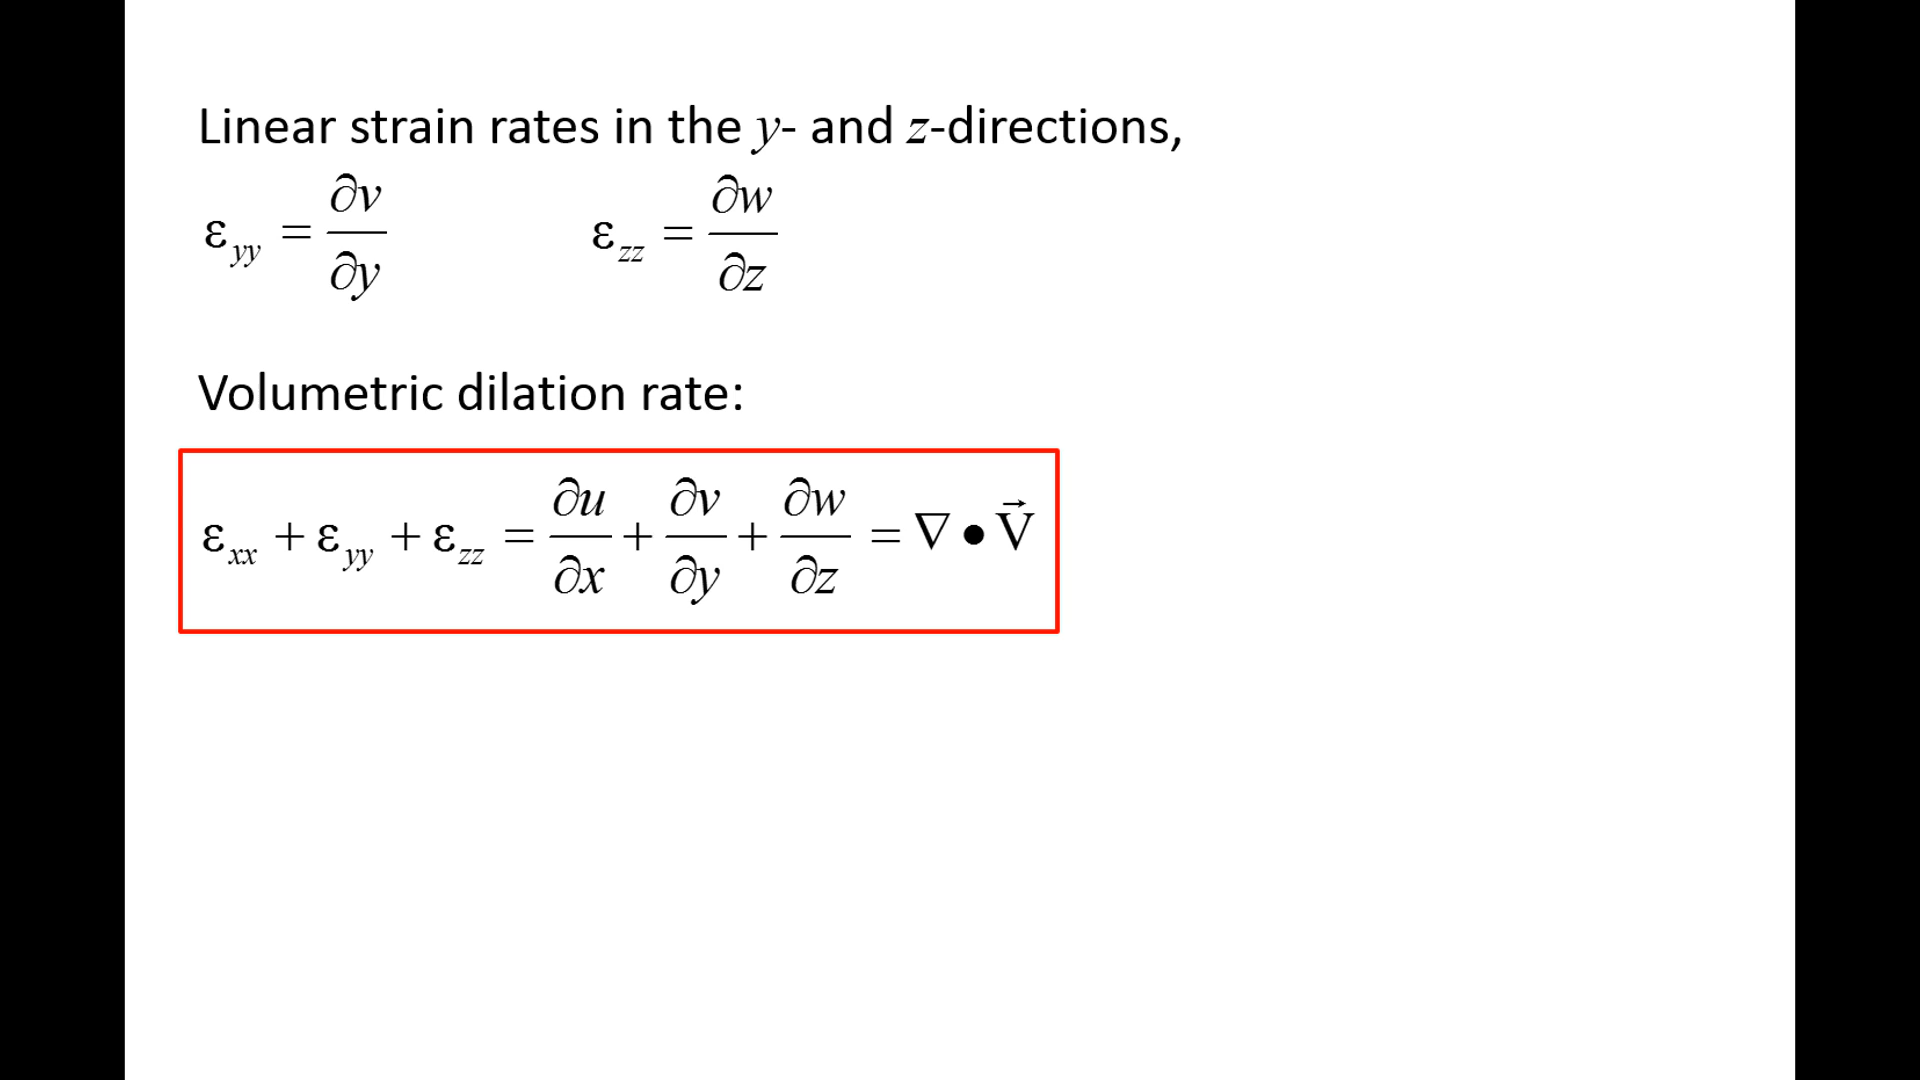 Linear strain rates in the y- and z-directions,
ε_yy = ∂v/∂y    ε_zz = ∂w/∂z
Volumetric dilation rate:
ε_xx + ε_yy + ε_zz = ∂u/∂x + ∂v/∂y + ∂w/∂z = ∇ • V⃗